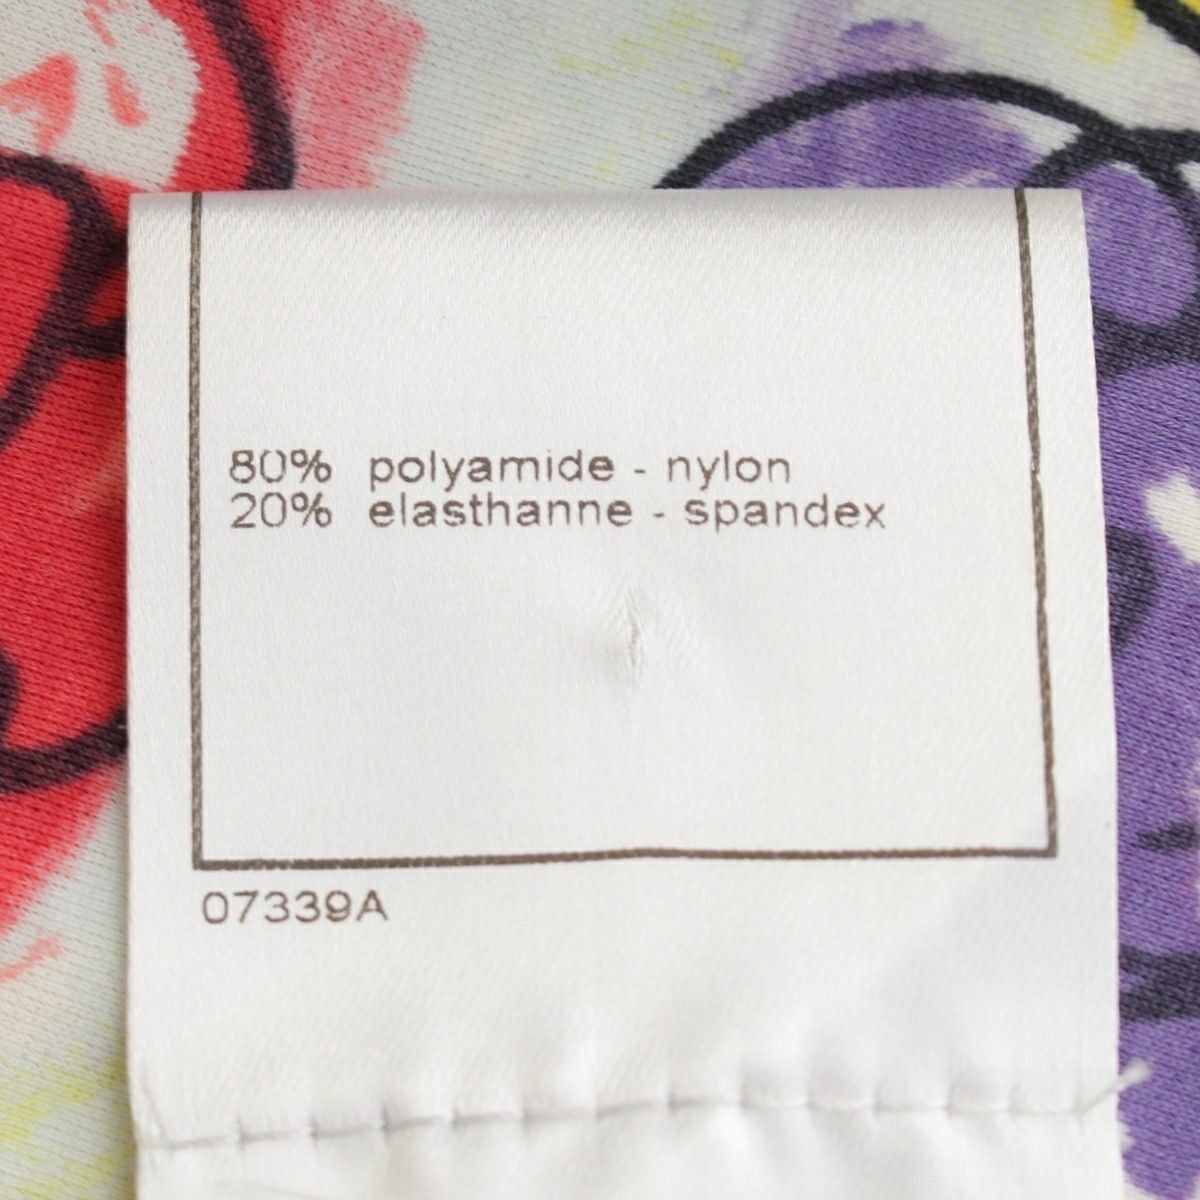 80% polyamide - nylon
20% elasthanne - spandex
07339A